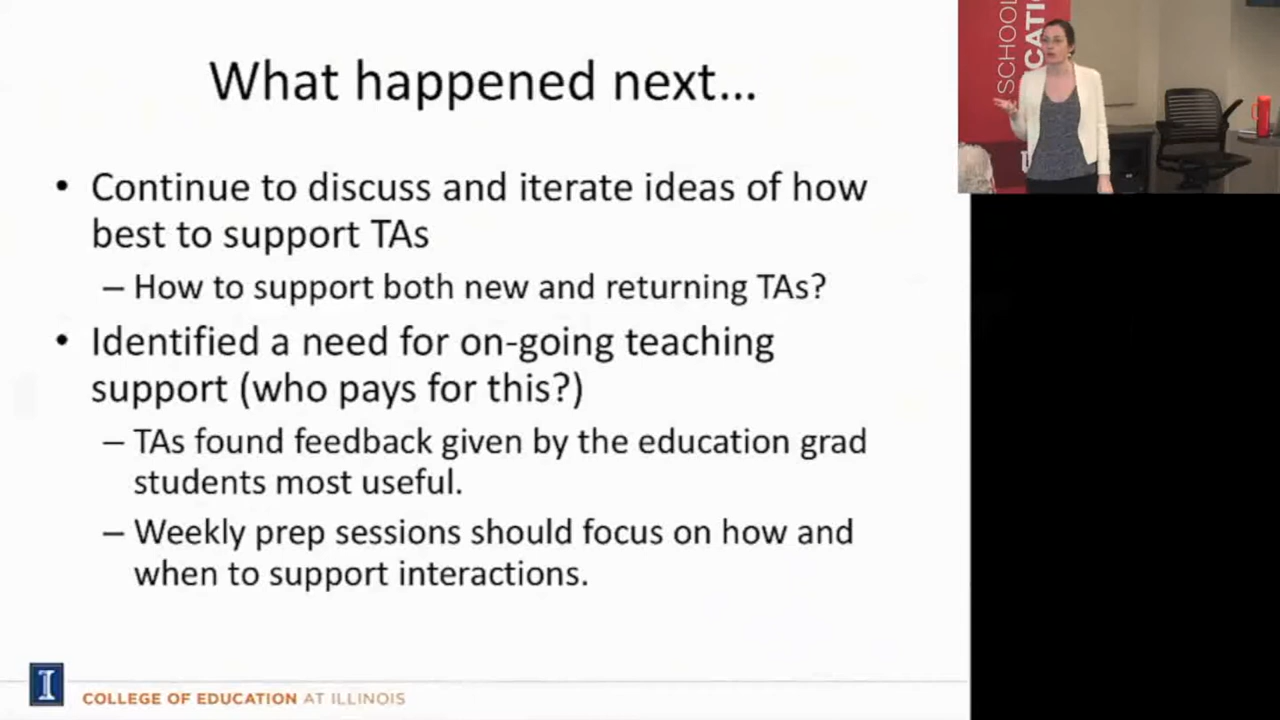 What happened next...
• Continue to discuss and iterate ideas of how
best to support TAs
– How to support both new and returning TAs?
• Identified a need for on-going teaching
support (who pays for this?)
– TAs found feedback given by the education grad
students most useful.
– Weekly prep sessions should focus on how and
when to support interactions.
I
COLLEGE OF EDUCATION AT ILLINOIS
SCHOOL